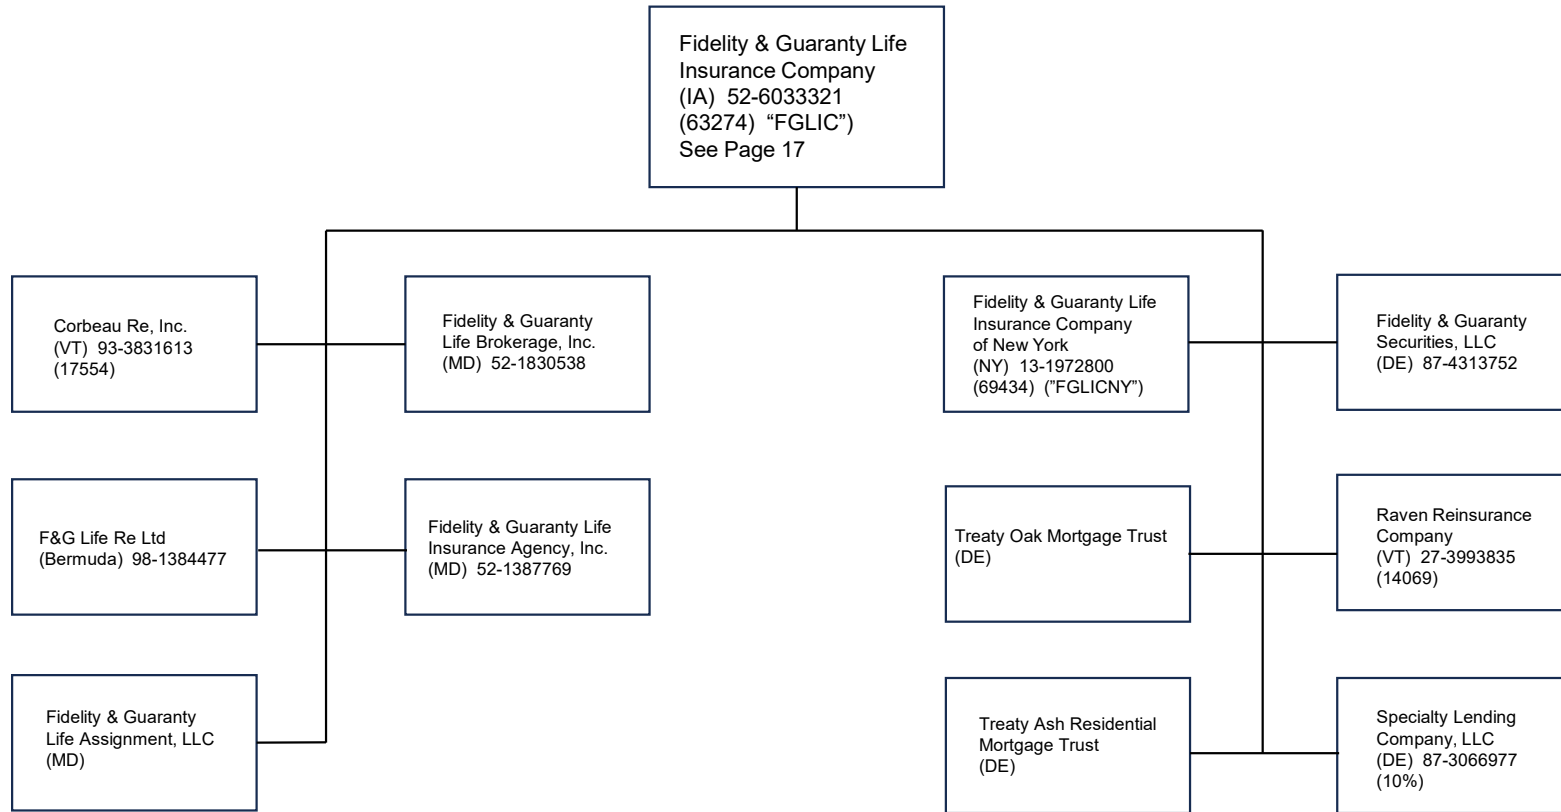 Fidelity & Guaranty Life
Insurance Company
(IA) 52-6033321
(63274) “FGLIC”)
See Page 17
Corbeau Re, Inc.
(VT) 93-3831613
(17554)
Fidelity & Guaranty
Life Brokerage, Inc.
(MD) 52-1830538
Fidelity & Guaranty Life
Insurance Company
of New York
(NY) 13-1972800
(69434) (”FGLICNY”)
Fidelity & Guaranty
Securities, LLC
(DE) 87-4313752
F&G Life Re Ltd
(Bermuda) 98-1384477
Fidelity & Guaranty Life
Insurance Agency, Inc.
(MD) 52-1387769
Treaty Oak Mortgage Trust
(DE)
Raven Reinsurance
Company
(VT) 27-3993835
(14069)
Fidelity & Guaranty
Life Assignment, LLC
(MD)
Treaty Ash Residential
Mortgage Trust
(DE)
Specialty Lending
Company, LLC
(DE) 87-3066977
(10%)